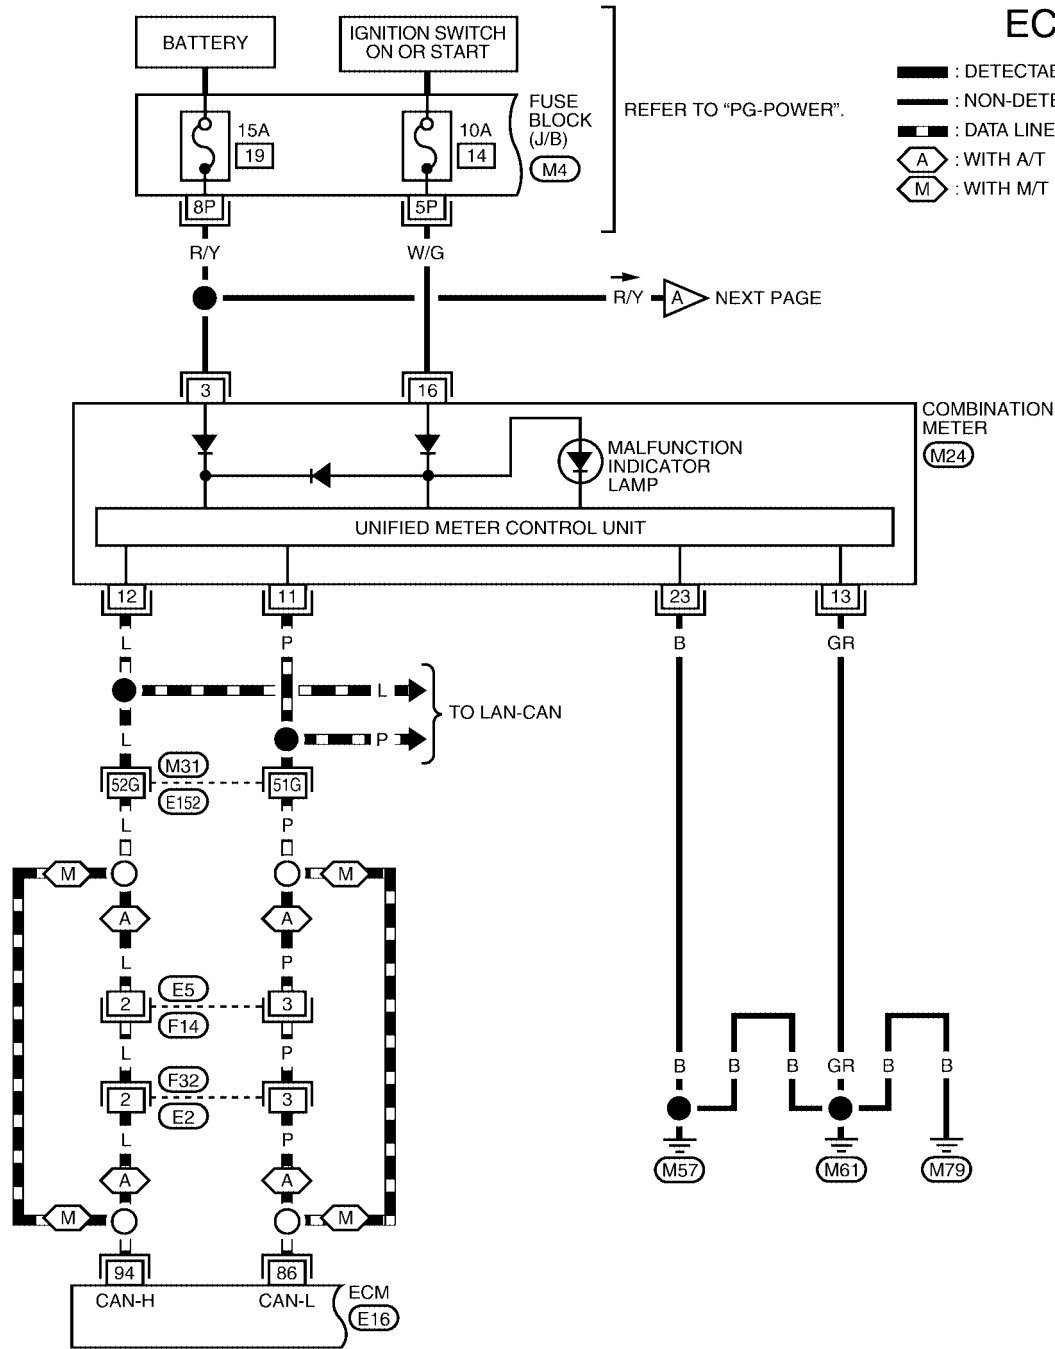 EC
BATTERY
IGNITION SWITCH
ON OR START
: DETECTAB
: NON-DETE
: DATA LINE
A : WITH A/T
M : WITH M/T
FUSE
BLOCK
(J/B)
M4
REFER TO “PG-POWER”.
15A
19
10A
14
8P
5P
R/Y
W/G
R/Y
A
NEXT PAGE
3
16
COMBINATION
METER
M24
MALFUNCTION
INDICATOR
LAMP
UNIFIED METER CONTROL UNIT
12
11
23
13
L
P
B
GR
L
P
TO LAN-CAN
L
M31
52G
51G
E152
L
P
M
M
A
A
L
P
E5
2
3
F14
L
P
F32
2
3
E2
L
P
A
A
M
M
B
B
B
GR
B
B
M57
M61
M79
94
86
CAN-H
CAN-L
ECM
E16